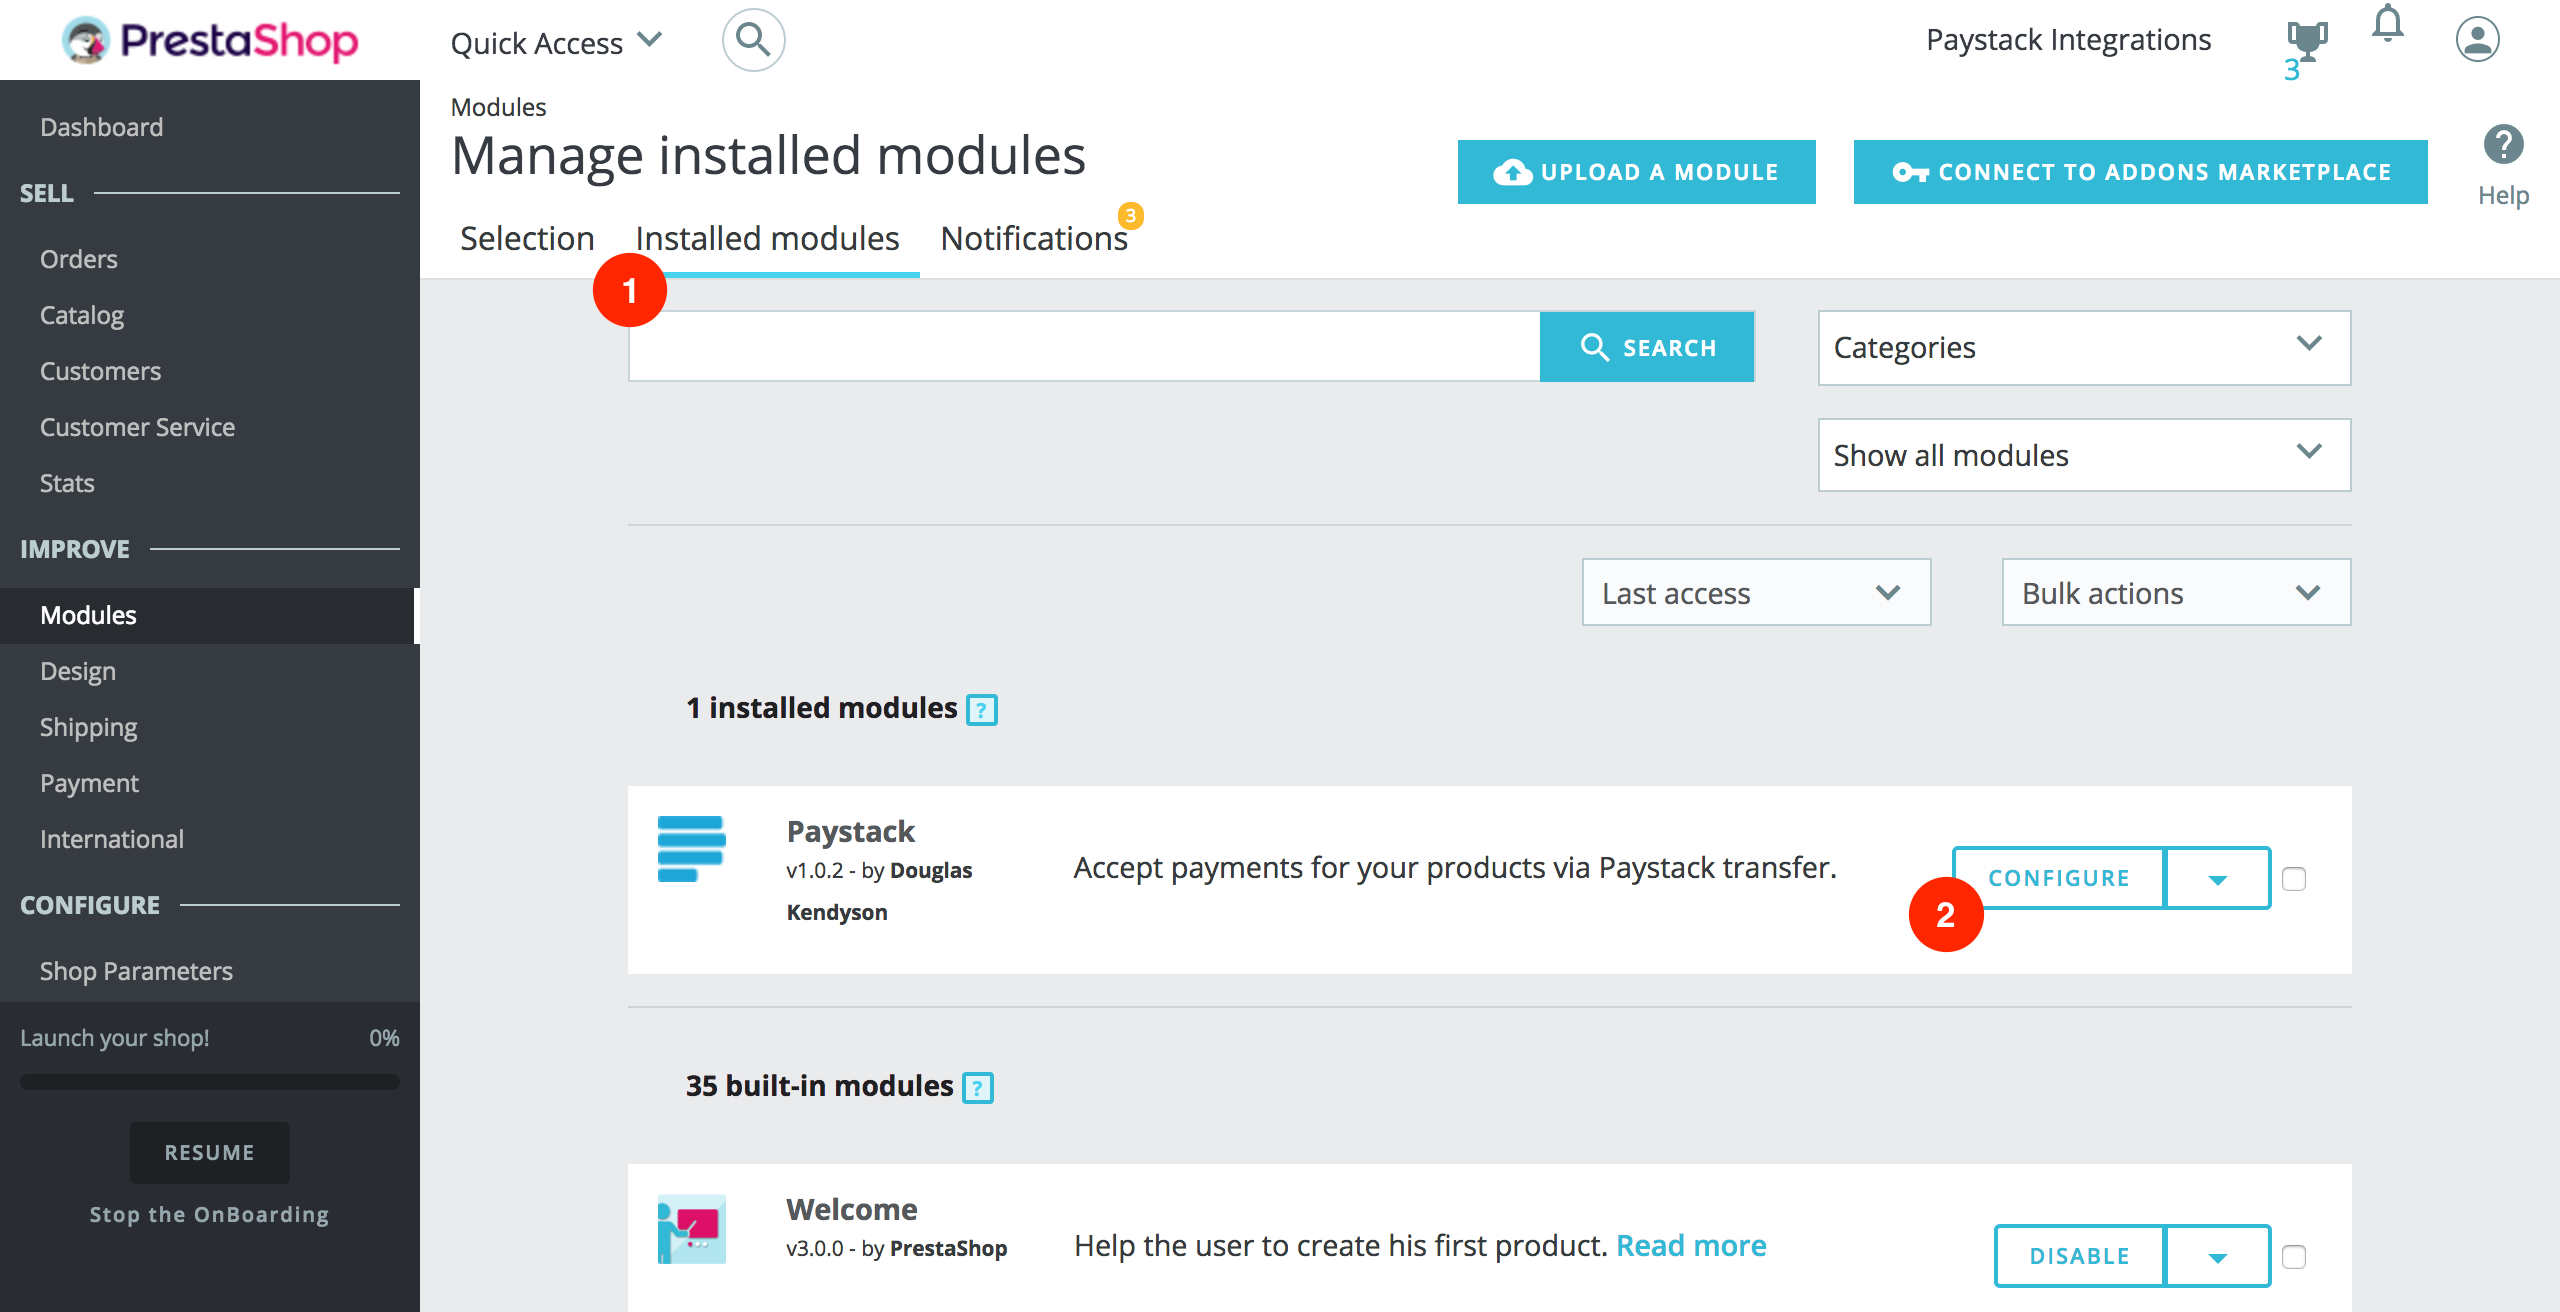 PrestaShop
Quick Access
Paystack Integrations
3
Dashboard
SELL
Orders
Catalog
Customers
Customer Service
Stats
IMPROVE
Modules
Design
Shipping
Payment
International
CONFIGURE
Shop Parameters
Launch your shop! 0%
RESUME
Stop the OnBoarding
Modules
Manage installed modules
UPLOAD A MODULE
CONNECT TO ADDONS MARKETPLACE
?
Help
Selection
Installed modules
Notifications
3
1
SEARCH
Categories
Show all modules
Last access
Bulk actions
1 installed modules ?
Paystack
v1.0.2 - by Douglas
Kendyson
Accept payments for your products via Paystack transfer.
CONFIGURE
2
35 built-in modules ?
Welcome
v3.0.0 - by PrestaShop
Help the user to create his first product. Read more
DISABLE